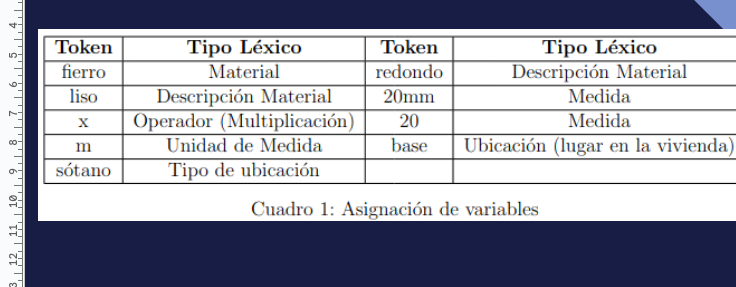 Token Tipo Léxico Token Tipo Léxico
fierro Material redondo Descripción Material
liso Descripción Material 20mm Medida
x Operador (Multiplicación) 20 Medida
m Unidad de Medida base Ubicación (lugar en la vivienda)
sótano Tipo de ubicación
Cuadro 1: Asignación de variables
4
5
6
7
8
9
10
11
12